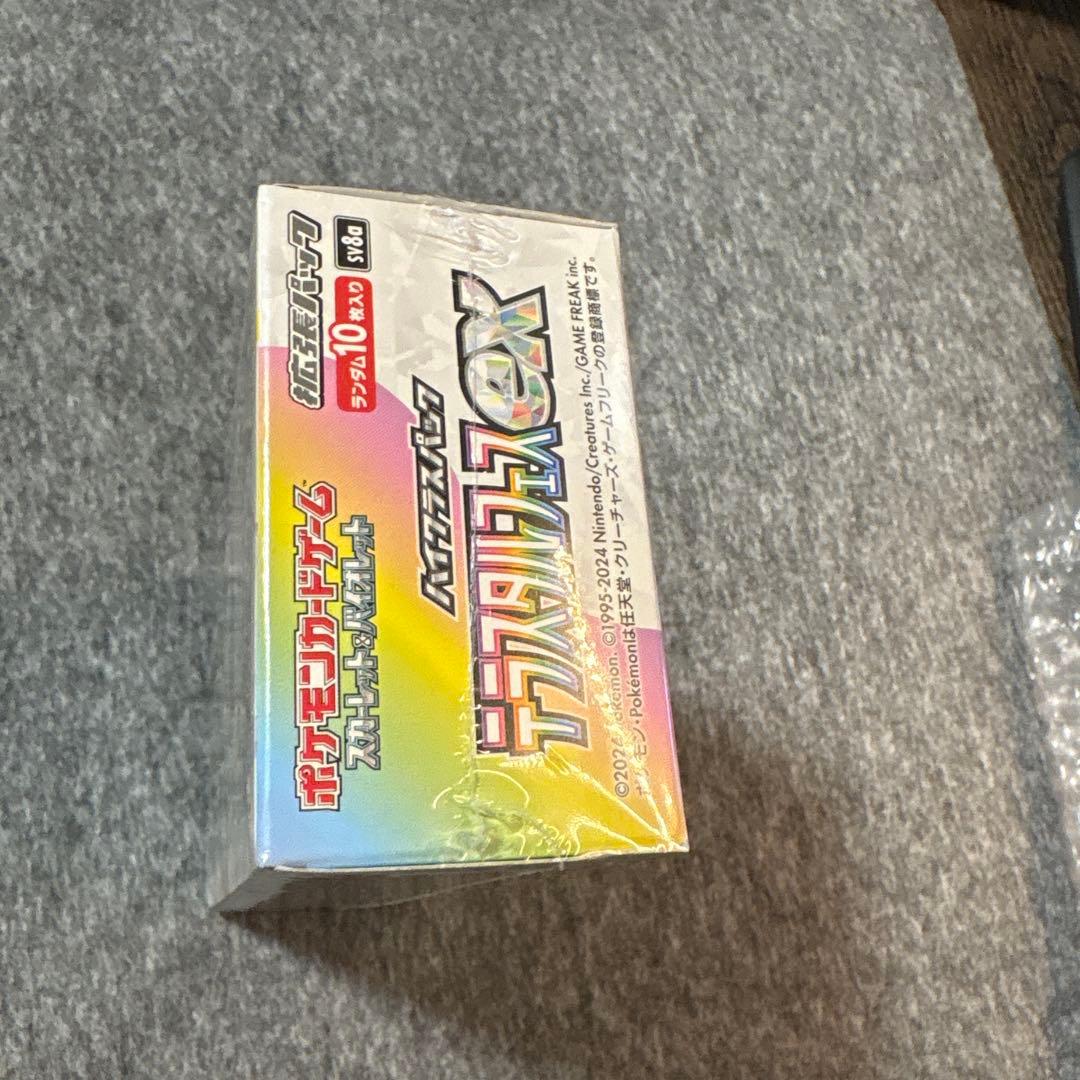 ポケモンカードゲーム™
スカーレット&バイオレット
拡張パック
ランダム10枚入り
SV8a
ハイクラスパック
テラスタルフェスex
©2024 Pokémon. ©1995-2024 Nintendo/Creatures Inc./GAME FREAK inc.
ポケモン・Pokémonは任天堂・クリーチャーズ・ゲームフリークの登録商標です。